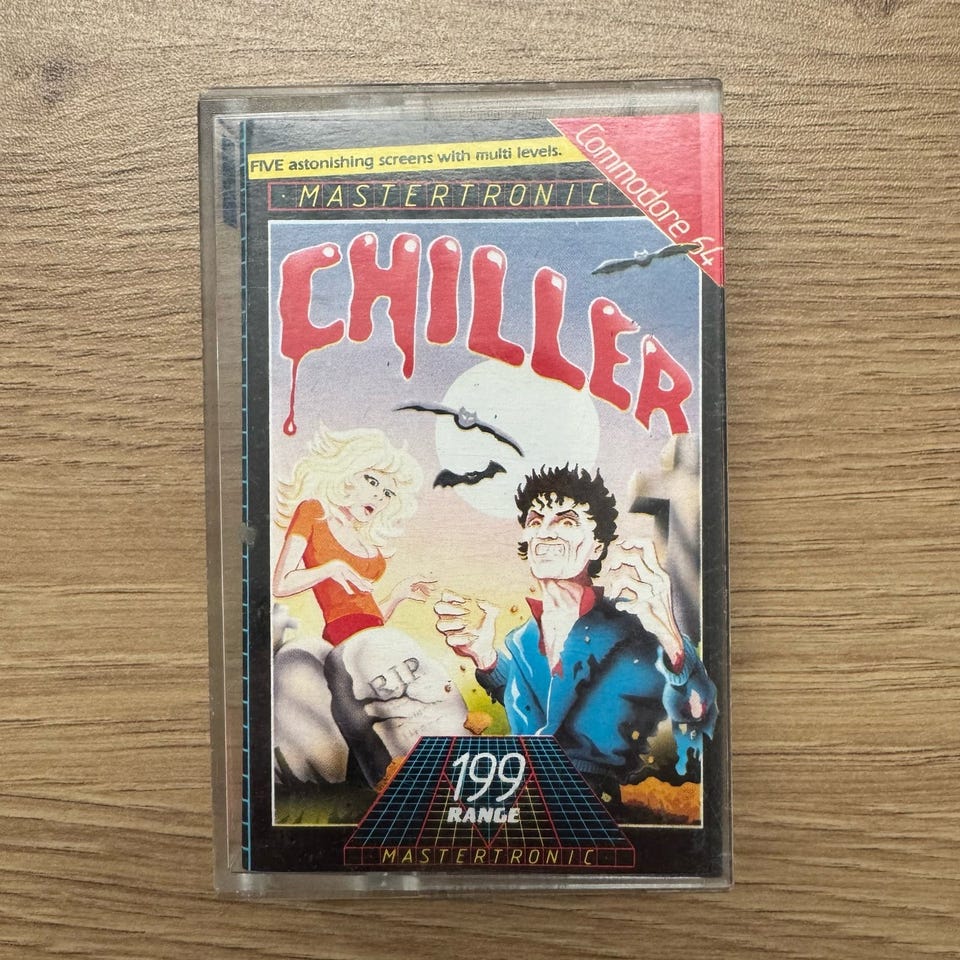 FIVE astonishing screens with multi levels.
Commodore 64
MASTERTRONIC
CHILLER
RIP
199
RANGE
MASTERTRONIC